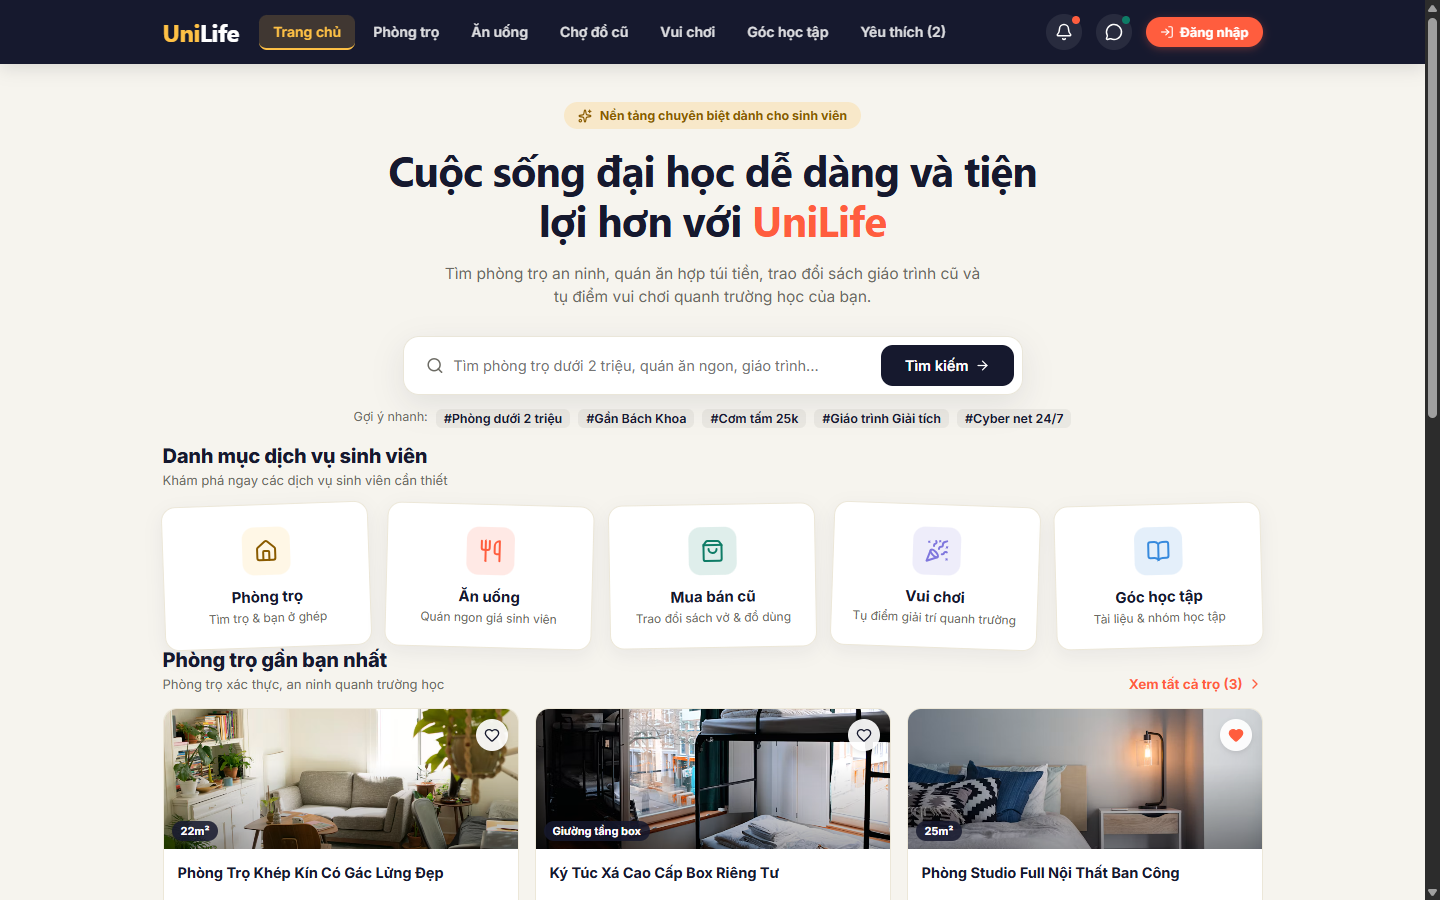 UniLife
Trang chủ
Phòng trọ
Ăn uống
Chợ đồ cũ
Vui chơi
Góc học tập
Yêu thích (2)
Đăng nhập
Nền tảng chuyên biệt dành cho sinh viên
Cuộc sống đại học dễ dàng và tiện
lợi hơn với UniLife
Tìm phòng trọ an ninh, quán ăn hợp túi tiền, trao đổi sách giáo trình cũ và
tụ điểm vui chơi quanh trường học của bạn.
Tìm phòng trọ dưới 2 triệu, quán ăn ngon, giáo trình...
Tìm kiếm
Gợi ý nhanh:
#Phòng dưới 2 triệu
#Gần Bách Khoa
#Cơm tấm 25k
#Giáo trình Giải tích
#Cyber net 24/7
Danh mục dịch vụ sinh viên
Khám phá ngay các dịch vụ sinh viên cần thiết
Phòng trọ
Tìm trọ & bạn ở ghép
Ăn uống
Quán ngon giá sinh viên
Mua bán cũ
Trao đổi sách vở & đồ dùng
Vui chơi
Tụ điểm giải trí quanh trường
Góc học tập
Tài liệu & nhóm học tập
Phòng trọ gần bạn nhất
Phòng trọ xác thực, an ninh quanh trường học
Xem tất cả trọ (3)
22m²
Giường tầng box
25m²
Phòng Trọ Khép Kín Có Gác Lửng Đẹp
Ký Túc Xá Cao Cấp Box Riêng Tư
Phòng Studio Full Nội Thất Ban Công